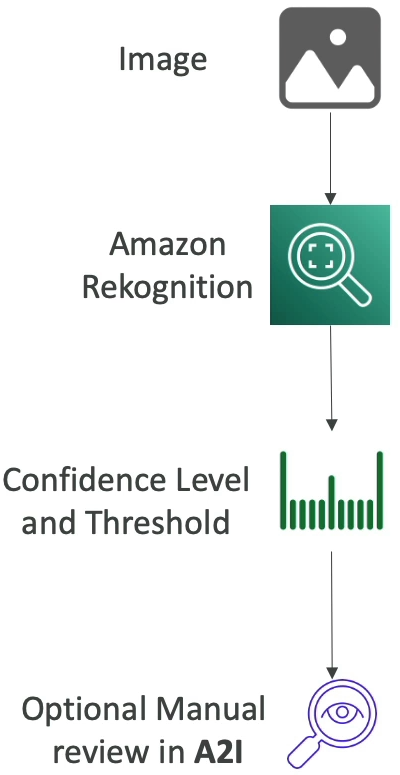 Image
Amazon
Rekognition
Confidence Level
and Threshold
Optional Manual
review in A2I